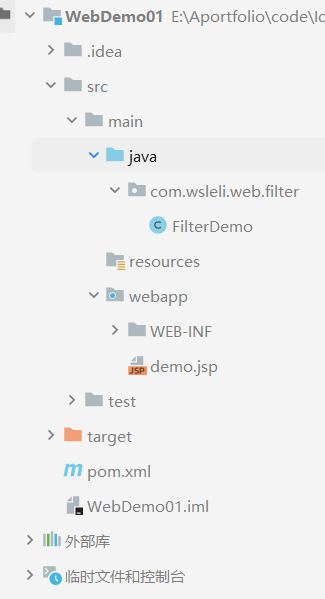 WebDemo01 E:\Aportfolio\code\Ic
.idea
src
main
java
com.wsleli.web.filter
C FilterDemo
resources
webapp
WEB-INF
JSP demo.jsp
test
target
m pom.xml
WebDemo01.iml
外部库
临时文件和控制台